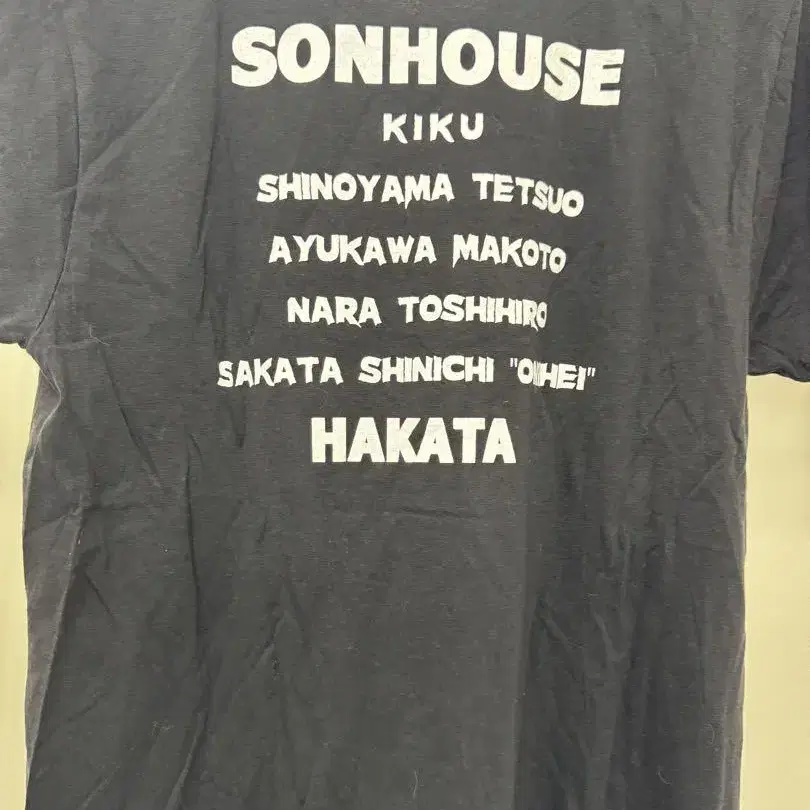 SONHOUSE
KIKU
SHINOYAMA TETSUO
AYUKAWA MAKOTO
NARA TOSHIHIRO
SAKATA SHINICHI
HAKATA